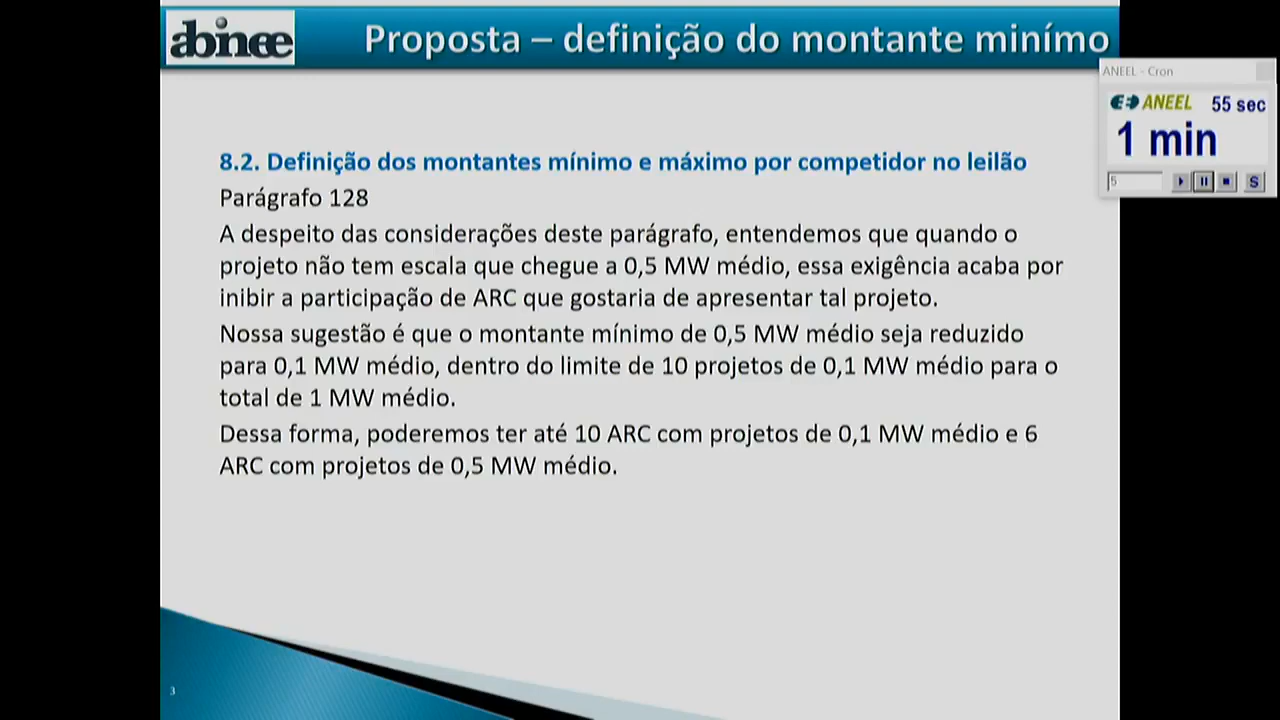 abinee
Proposta – definição do montante minímo
ANEEL - Cron
ANEEL 55 sec
1 min
5
S
8.2. Definição dos montantes mínimo e máximo por competidor no leilão
Parágrafo 128
A despeito das considerações deste parágrafo, entendemos que quando o
projeto não tem escala que chegue a 0,5 MW médio, essa exigência acaba por
inibir a participação de ARC que gostaria de apresentar tal projeto.
Nossa sugestão é que o montante mínimo de 0,5 MW médio seja reduzido
para 0,1 MW médio, dentro do limite de 10 projetos de 0,1 MW médio para o
total de 1 MW médio.
Dessa forma, poderemos ter até 10 ARC com projetos de 0,1 MW médio e 6
ARC com projetos de 0,5 MW médio.
3